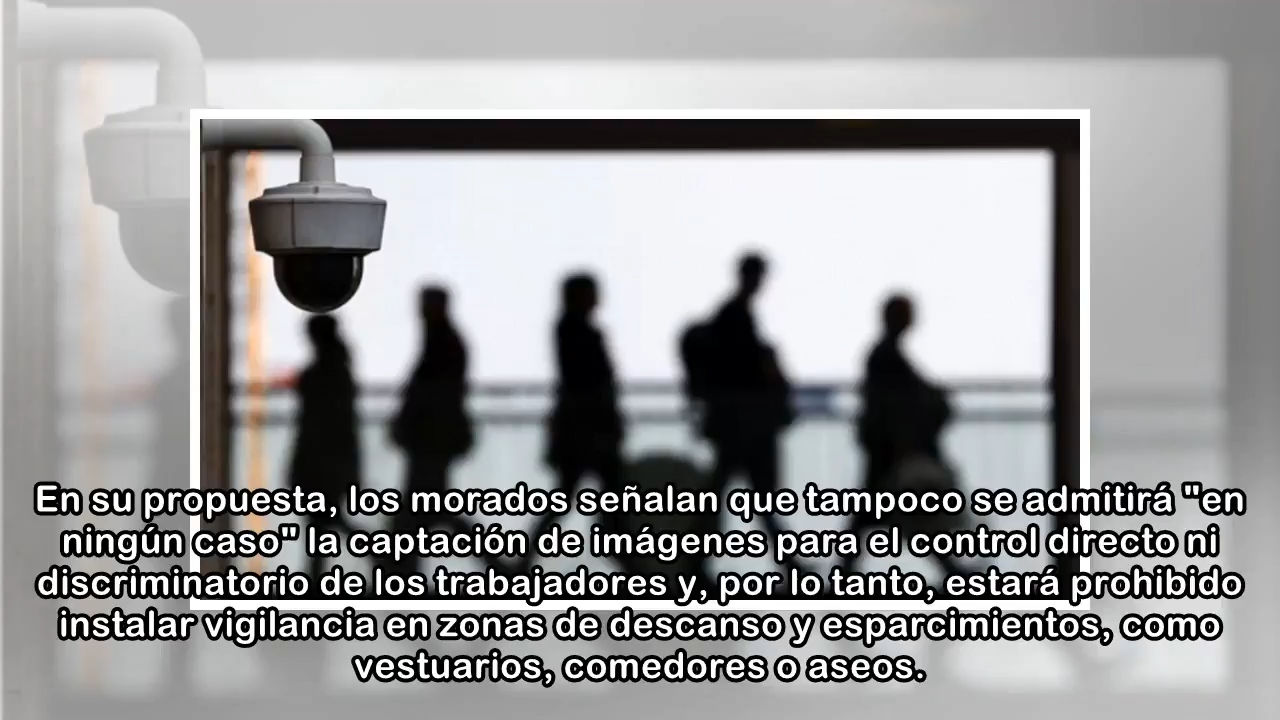 En su propuesta, los morados señalan que tampoco se admitirá "en
ningún caso" la captación de imágenes para el control directo ni
discriminatorio de los trabajadores y, por lo tanto, estará prohibido
instalar vigilancia en zonas de descanso y esparcimientos, como
vestuarios, comedores o aseos.